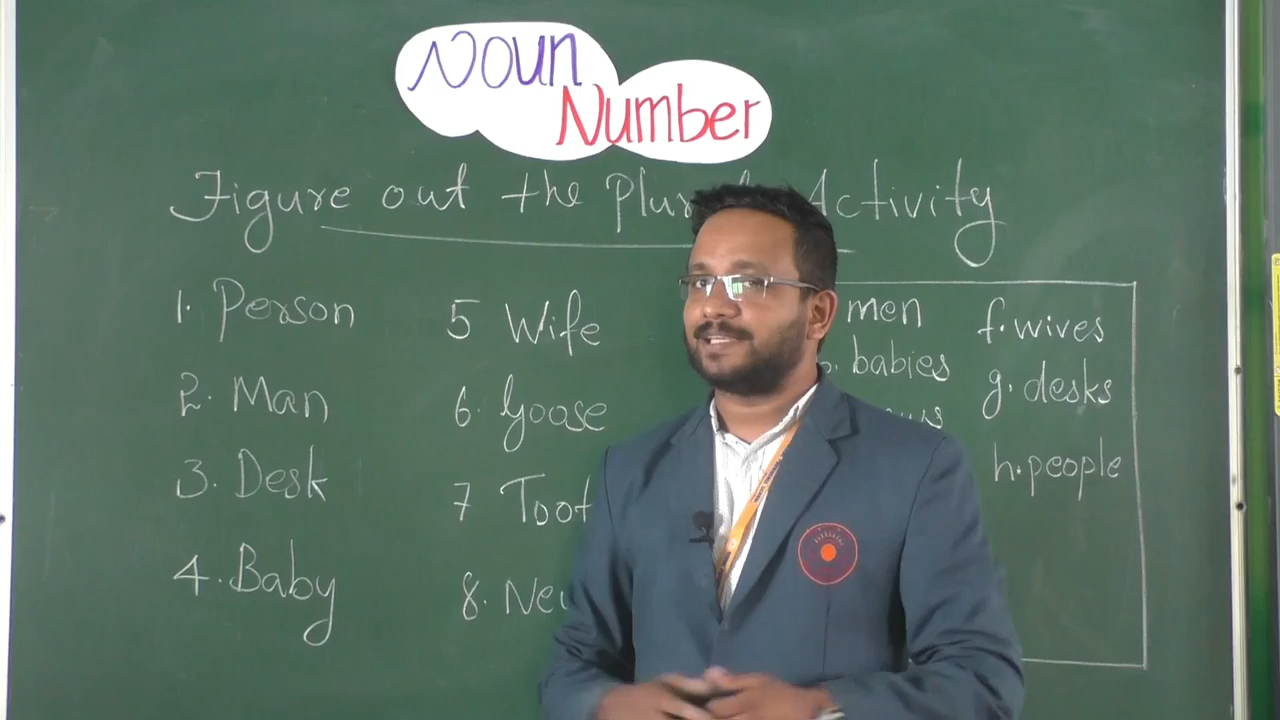 Noun
Number
Figure out the Plural Activity
1. Person
2. Man
3. Desk
4. Baby
5 Wife
6. Goose
7 Toot
8. Ne
men
babies
f. wives
g. desks
h. people